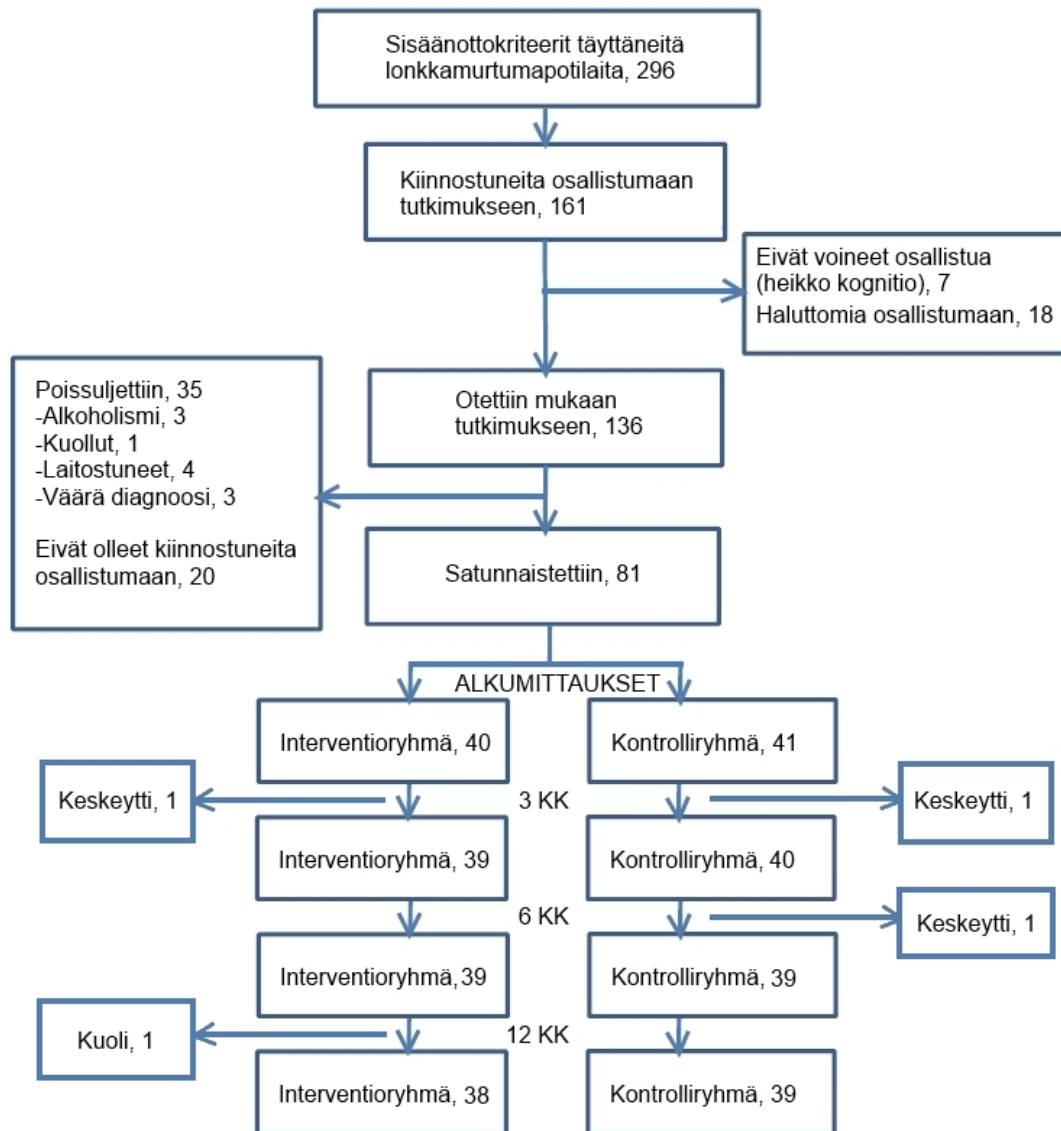 Sisäänottokriteerit täyttäneitä
lonkkamurtumapotilaita, 296
Kiinnostuneita osallistumaan
tutkimukseen, 161
Eivät voineet osallistua
(heikko kognitio), 7
Haluttomia osallistumaan, 18
Poissuljettiin, 35
-Alkoholismi, 3
-Kuollut, 1
-Laitostuneet, 4
-Väärä diagnoosi, 3
Eivät olleet kiinnostuneita
osallistumaan, 20
Otettiin mukaan
tutkimukseen, 136
Satunnaistettiin, 81
ALKUMITTAUKSET
Interventioryhmä, 40
Kontrolliryhmä, 41
Keskeytti, 1
3 KK
Keskeytti, 1
Interventioryhmä, 39
Kontrolliryhmä, 40
6 KK
Keskeytti, 1
Interventioryhmä, 39
Kontrolliryhmä, 39
Kuoli, 1
12 KK
Interventioryhmä, 38
Kontrolliryhmä, 39